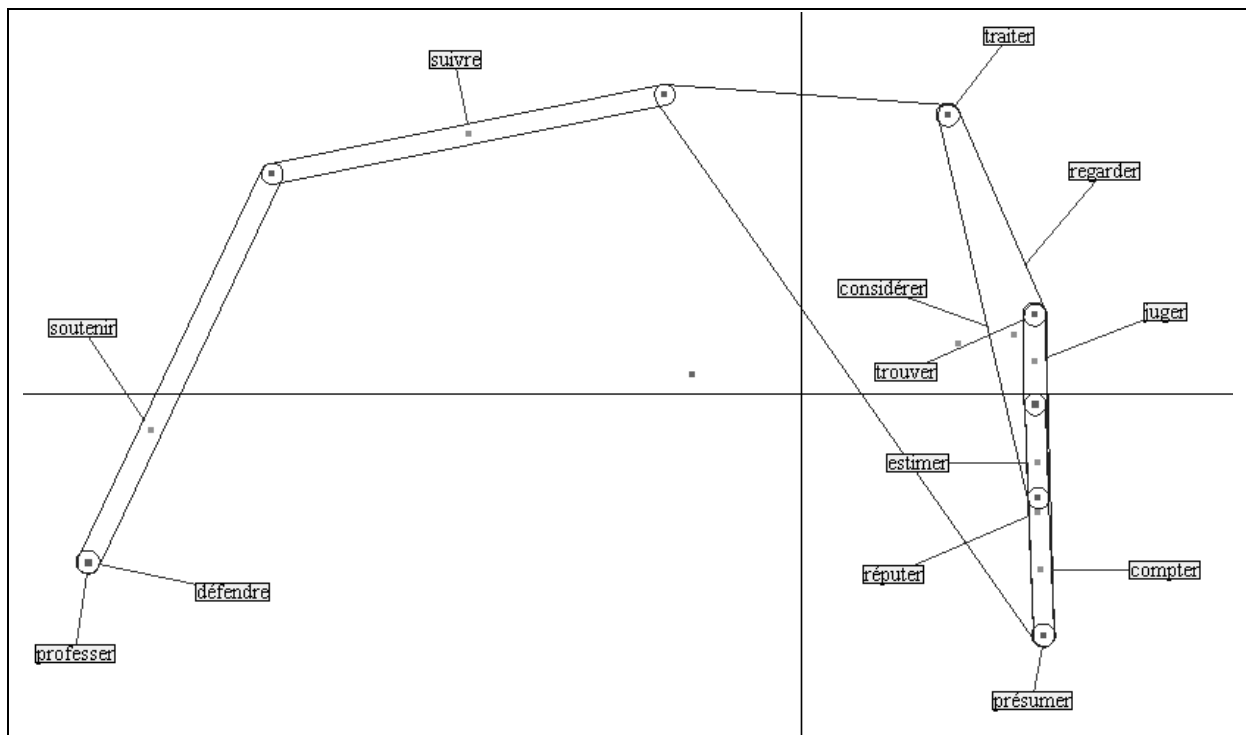 traiter
suivre
regarder
considérer
juger
soutenir
trouver
estimer
réputer
compter
défendre
professer
présumer